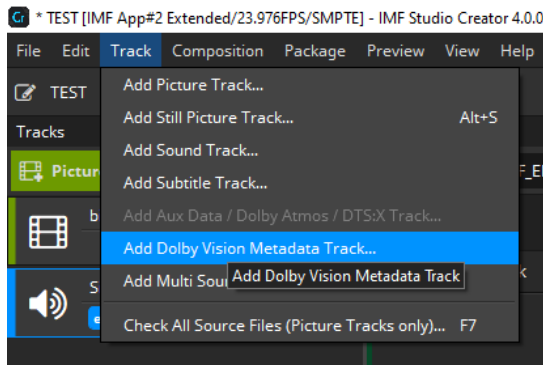 Cr * TEST [IMF App#2 Extended/23.976FPS/SMPTE] - IMF Studio Creator 4.0.0
File Edit Track Composition Package Preview View Help
TEST
Tracks
Add Picture Track...
Add Still Picture Track... Alt+S
Add Sound Track...
Add Subtitle Track...
Add Aux Data / Dolby Atmos / DTS:X Track...
Add Dolby Vision Metadata Track...
Add Multi Sou
Add Dolby Vision Metadata Track
Check All Source Files (Picture Tracks only)... F7
Pictur
b
S
e